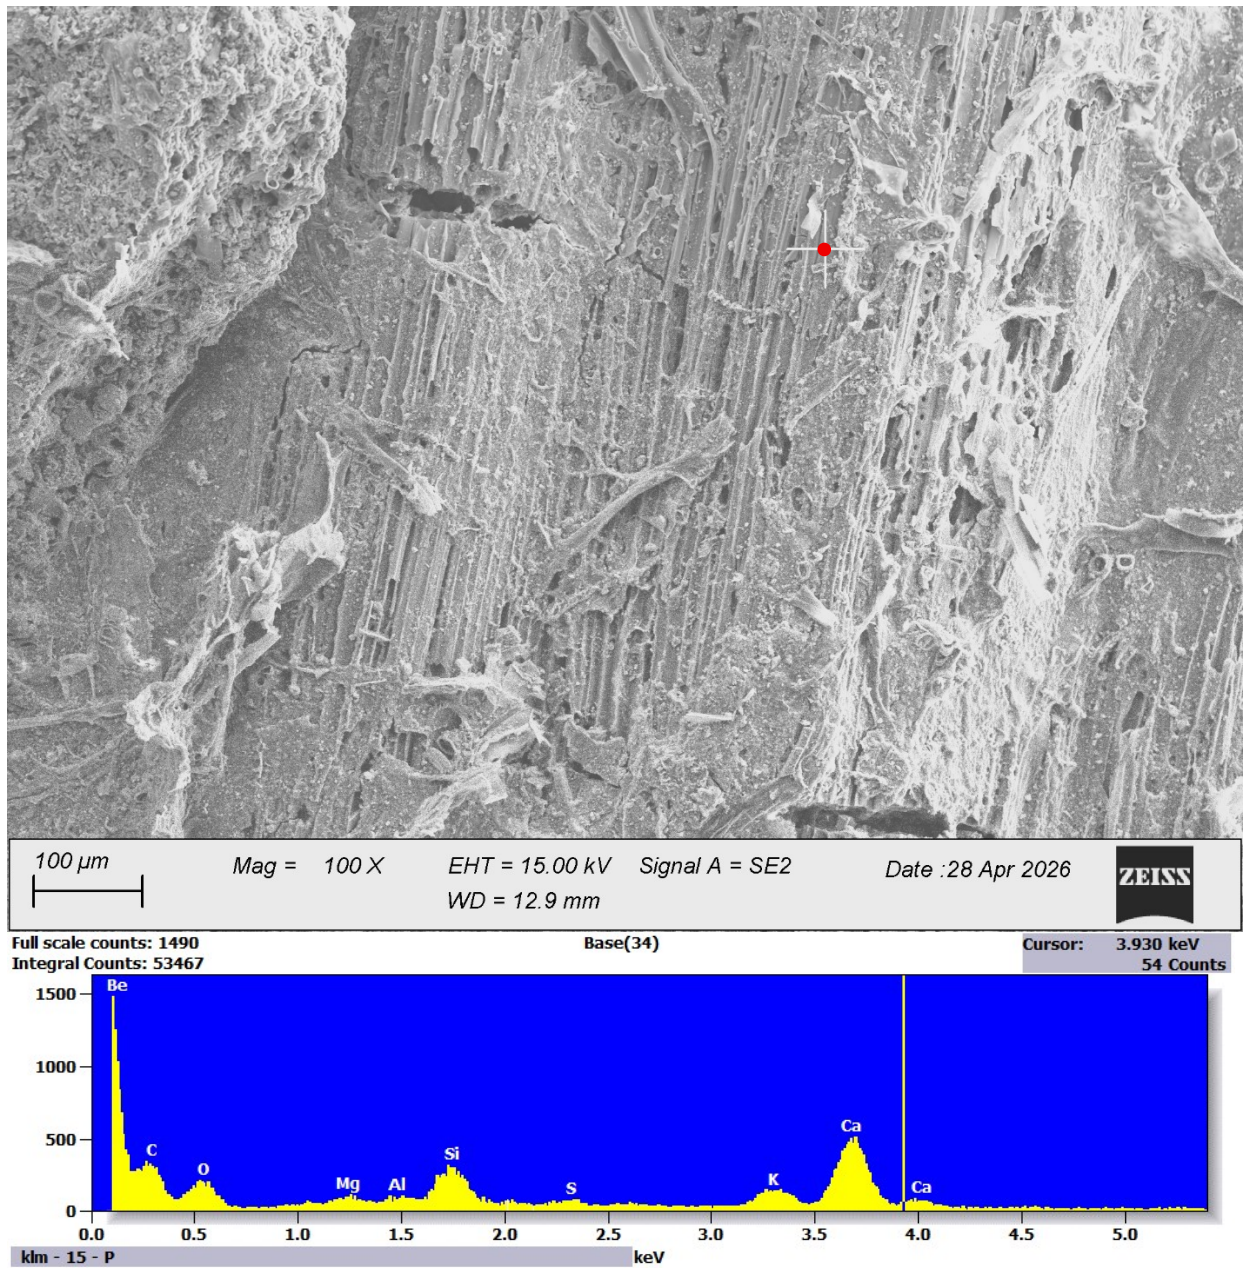 100 µm
Mag = 100 X
EHT = 15.00 kV
Signal A = SE2
Date :28 Apr 2026
WD = 12.9 mm
ZEISS
Full scale counts: 1490
Base(34)
Cursor: 3.930 keV
Integral Counts: 53467
54 Counts
Be
1500
1000
500
0
C
O
Mg
Al
Si
S
K
Ca
Ca
0.0 0.5 1.0 1.5 2.0 2.5 3.0 3.5 4.0 4.5 5.0
klm - 15 - P
keV